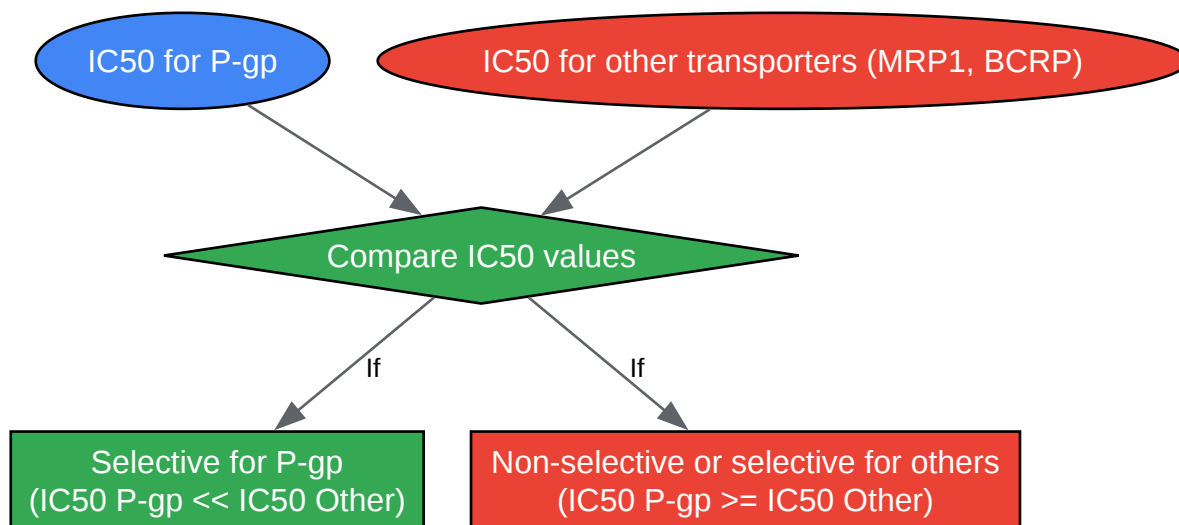 IC50 for P-gp
IC50 for other transporters (MRP1, BCRP)
Compare IC50 values
If
If
Selective for P-gp
(IC50 P-gp << IC50 Other)
Non-selective or selective for others
(IC50 P-gp >= IC50 Other)